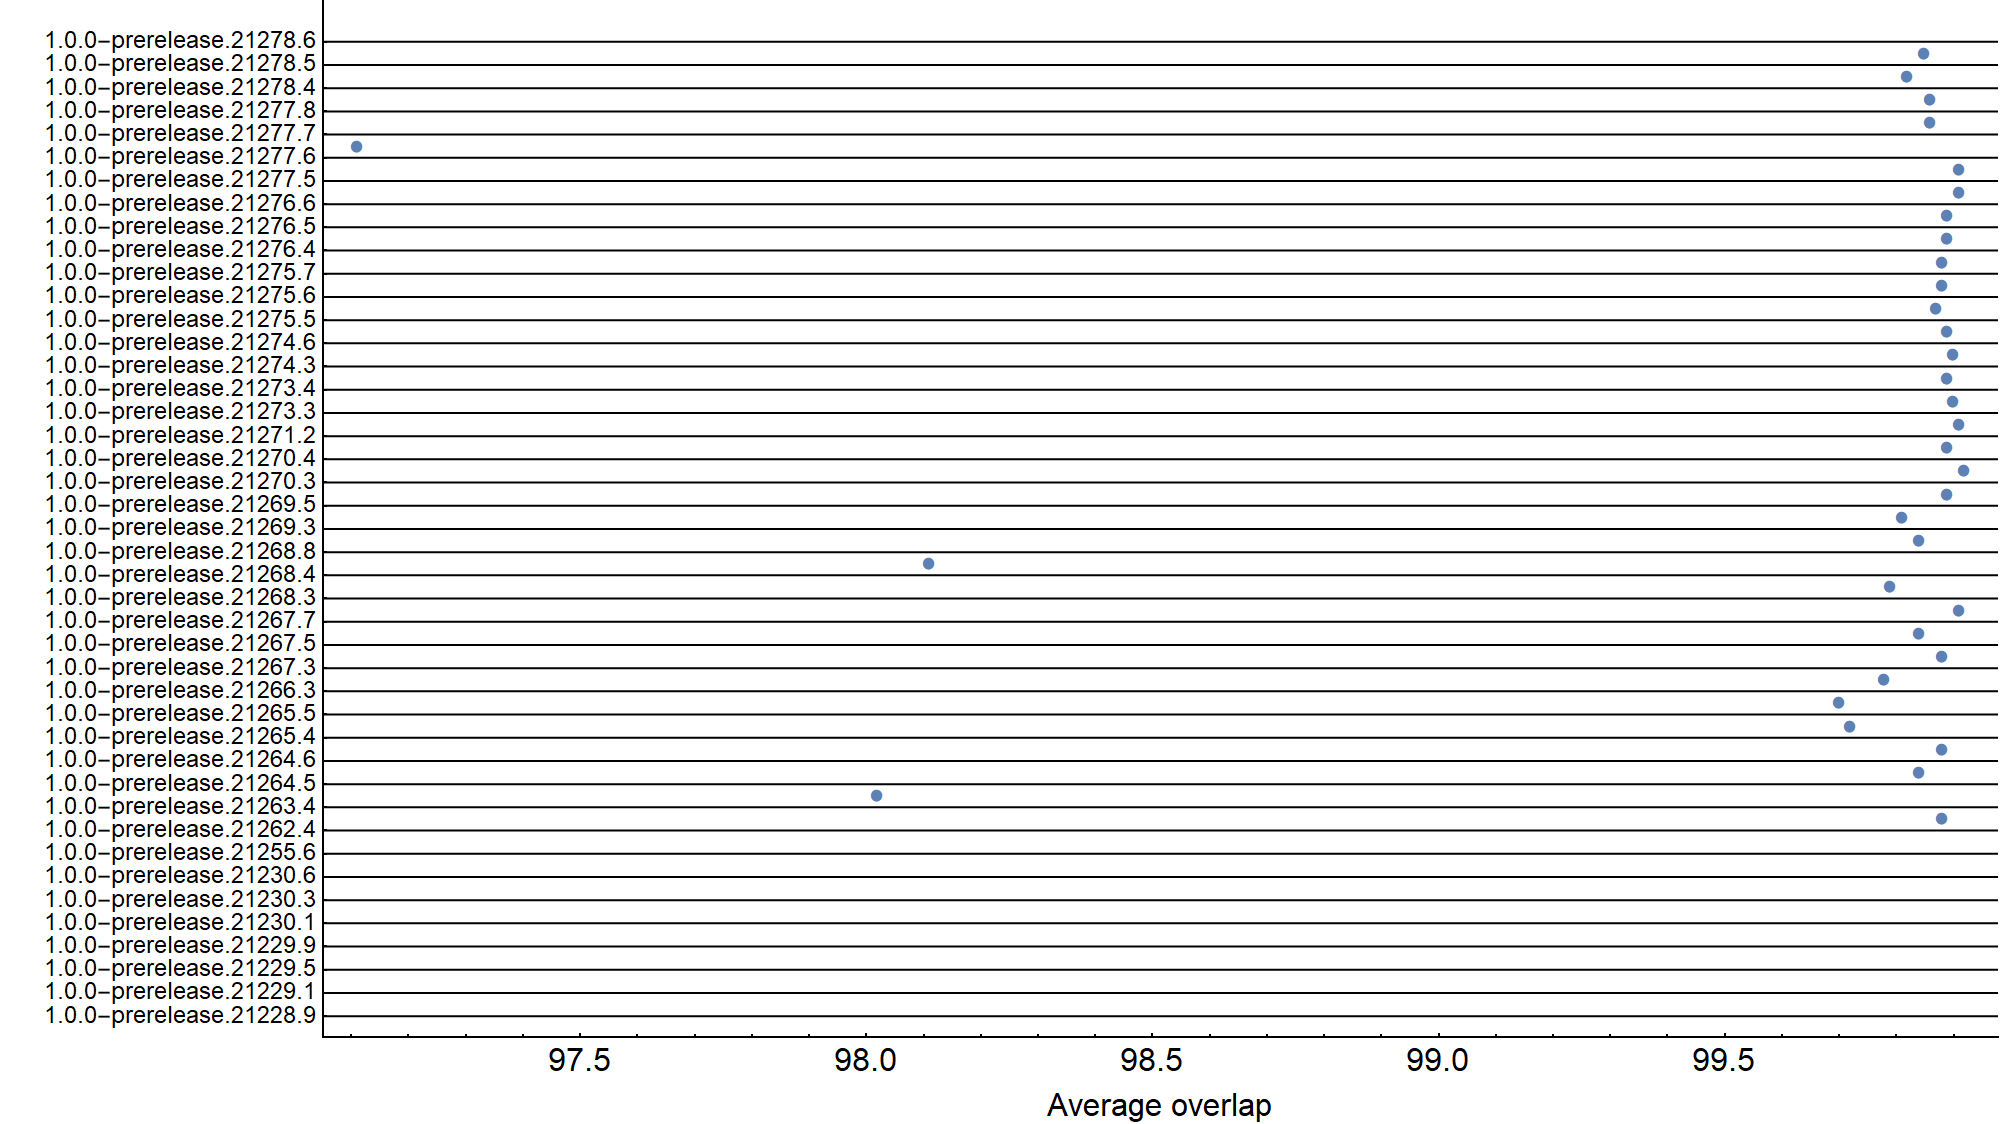 1.0.0−prerelease.21278.6
1.0.0−prerelease.21278.5
1.0.0−prerelease.21278.4
1.0.0−prerelease.21277.8
1.0.0−prerelease.21277.7
1.0.0−prerelease.21277.6
1.0.0−prerelease.21277.5
1.0.0−prerelease.21276.6
1.0.0−prerelease.21276.5
1.0.0−prerelease.21276.4
1.0.0−prerelease.21275.7
1.0.0−prerelease.21275.6
1.0.0−prerelease.21275.5
1.0.0−prerelease.21274.6
1.0.0−prerelease.21274.3
1.0.0−prerelease.21273.4
1.0.0−prerelease.21273.3
1.0.0−prerelease.21271.2
1.0.0−prerelease.21270.4
1.0.0−prerelease.21270.3
1.0.0−prerelease.21269.5
1.0.0−prerelease.21269.3
1.0.0−prerelease.21268.8
1.0.0−prerelease.21268.4
1.0.0−prerelease.21268.3
1.0.0−prerelease.21267.7
1.0.0−prerelease.21267.5
1.0.0−prerelease.21267.3
1.0.0−prerelease.21266.3
1.0.0−prerelease.21265.5
1.0.0−prerelease.21265.4
1.0.0−prerelease.21264.6
1.0.0−prerelease.21264.5
1.0.0−prerelease.21263.4
1.0.0−prerelease.21262.4
1.0.0−prerelease.21255.6
1.0.0−prerelease.21230.6
1.0.0−prerelease.21230.3
1.0.0−prerelease.21230.1
1.0.0−prerelease.21229.9
1.0.0−prerelease.21229.5
1.0.0−prerelease.21229.1
1.0.0−prerelease.21228.9
97.5 98.0 98.5 99.0 99.5
Average overlap